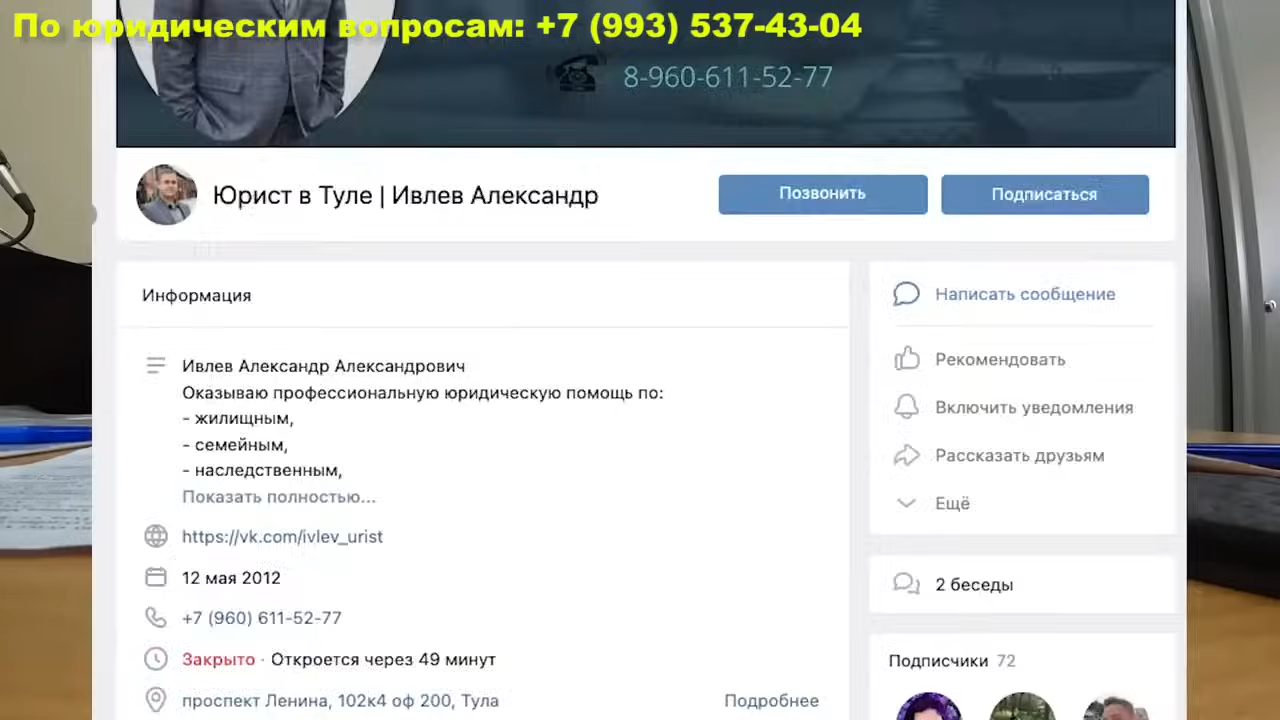 По юридическим вопросам: +7 (993) 537-43-04
8-960-611-52-77
Юрист в Туле | Ивлев Александр
Позвонить
Подписаться
Информация
Ивлев Александр Александрович
Оказываю профессиональную юридическую помощь по:
- жилищным,
- семейным,
- наследственным,
Показать полностью...
https://vk.com/ivlev_urist
12 мая 2012
+7 (960) 611-52-77
Закрыто · Откроется через 49 минут
проспект Ленина, 102к4 оф 200, Тула
Подробнее
Написать сообщение
Рекомендовать
Включить уведомления
Рассказать друзьям
Ещё
2 беседы
Подписчики 72